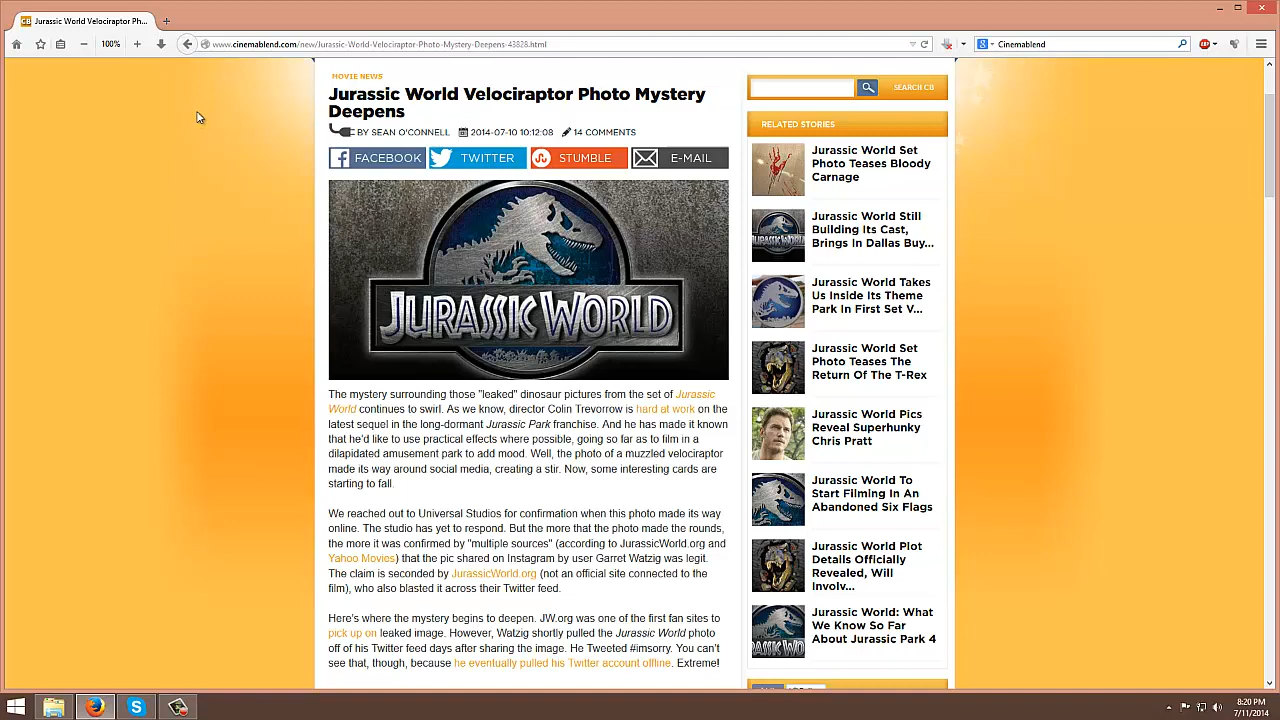 Jurassic World Velociraptor Ph...
100%
www.cinemablend.com/new/Jurassic-World-Velociraptor-Photo-Mystery-Deepens-43828.html
Cinemablend
MOVIE NEWS
Jurassic World Velociraptor Photo Mystery
Deepens
BY SEAN O'CONNELL 2014-07-10 10:12:08 14 COMMENTS
FACEBOOK TWITTER STUMBLE E-MAIL
JURASSIC WORLD
The mystery surrounding those "leaked" dinosaur pictures from the set of Jurassic
World continues to swirl. As we know, director Colin Trevorrow is hard at work on the
latest sequel in the long-dormant Jurassic Park franchise. And he has made it known
that he'd like to use practical effects where possible, going so far as to film in a
dilapidated amusement park to add mood. Well, the photo of a muzzled velociraptor
made its way around social media, creating a stir. Now, some interesting cards are
starting to fall.
We reached out to Universal Studios for confirmation when this photo made its way
online. The studio has yet to respond. But the more that the photo made the rounds,
the more it was confirmed by "multiple sources" (according to JurassicWorld.org and
Yahoo Movies) that the pic shared on Instagram by user Garret Watzig was legit.
The claim is seconded by JurassicWorld.org (not an official site connected to the
film), who also blasted it across their Twitter feed.
Here's where the mystery begins to deepen. JW.org was one of the first fan sites to
pick up on leaked image. However, Watzig shortly pulled the Jurassic World photo
off of his Twitter feed days after sharing the image. He Tweeted #imsorry. You can't
see that, though, because he eventually pulled his Twitter account offline. Extreme!
SEARCH CB
RELATED STORIES
Jurassic World Set
Photo Teases Bloody
Carnage
Jurassic World Still
Building Its Cast,
Brings In Dallas Buy...
Jurassic World Takes
Us Inside Its Theme
Park In First Set V...
Jurassic World Set
Photo Teases The
Return Of The T-Rex
Jurassic World Pics
Reveal Superhunky
Chris Pratt
Jurassic World To
Start Filming In An
Abandoned Six Flags
Jurassic World Plot
Details Officially
Revealed, Will
Involv...
Jurassic World: What
We Know So Far
About Jurassic Park 4
8:20 PM
7/11/2014